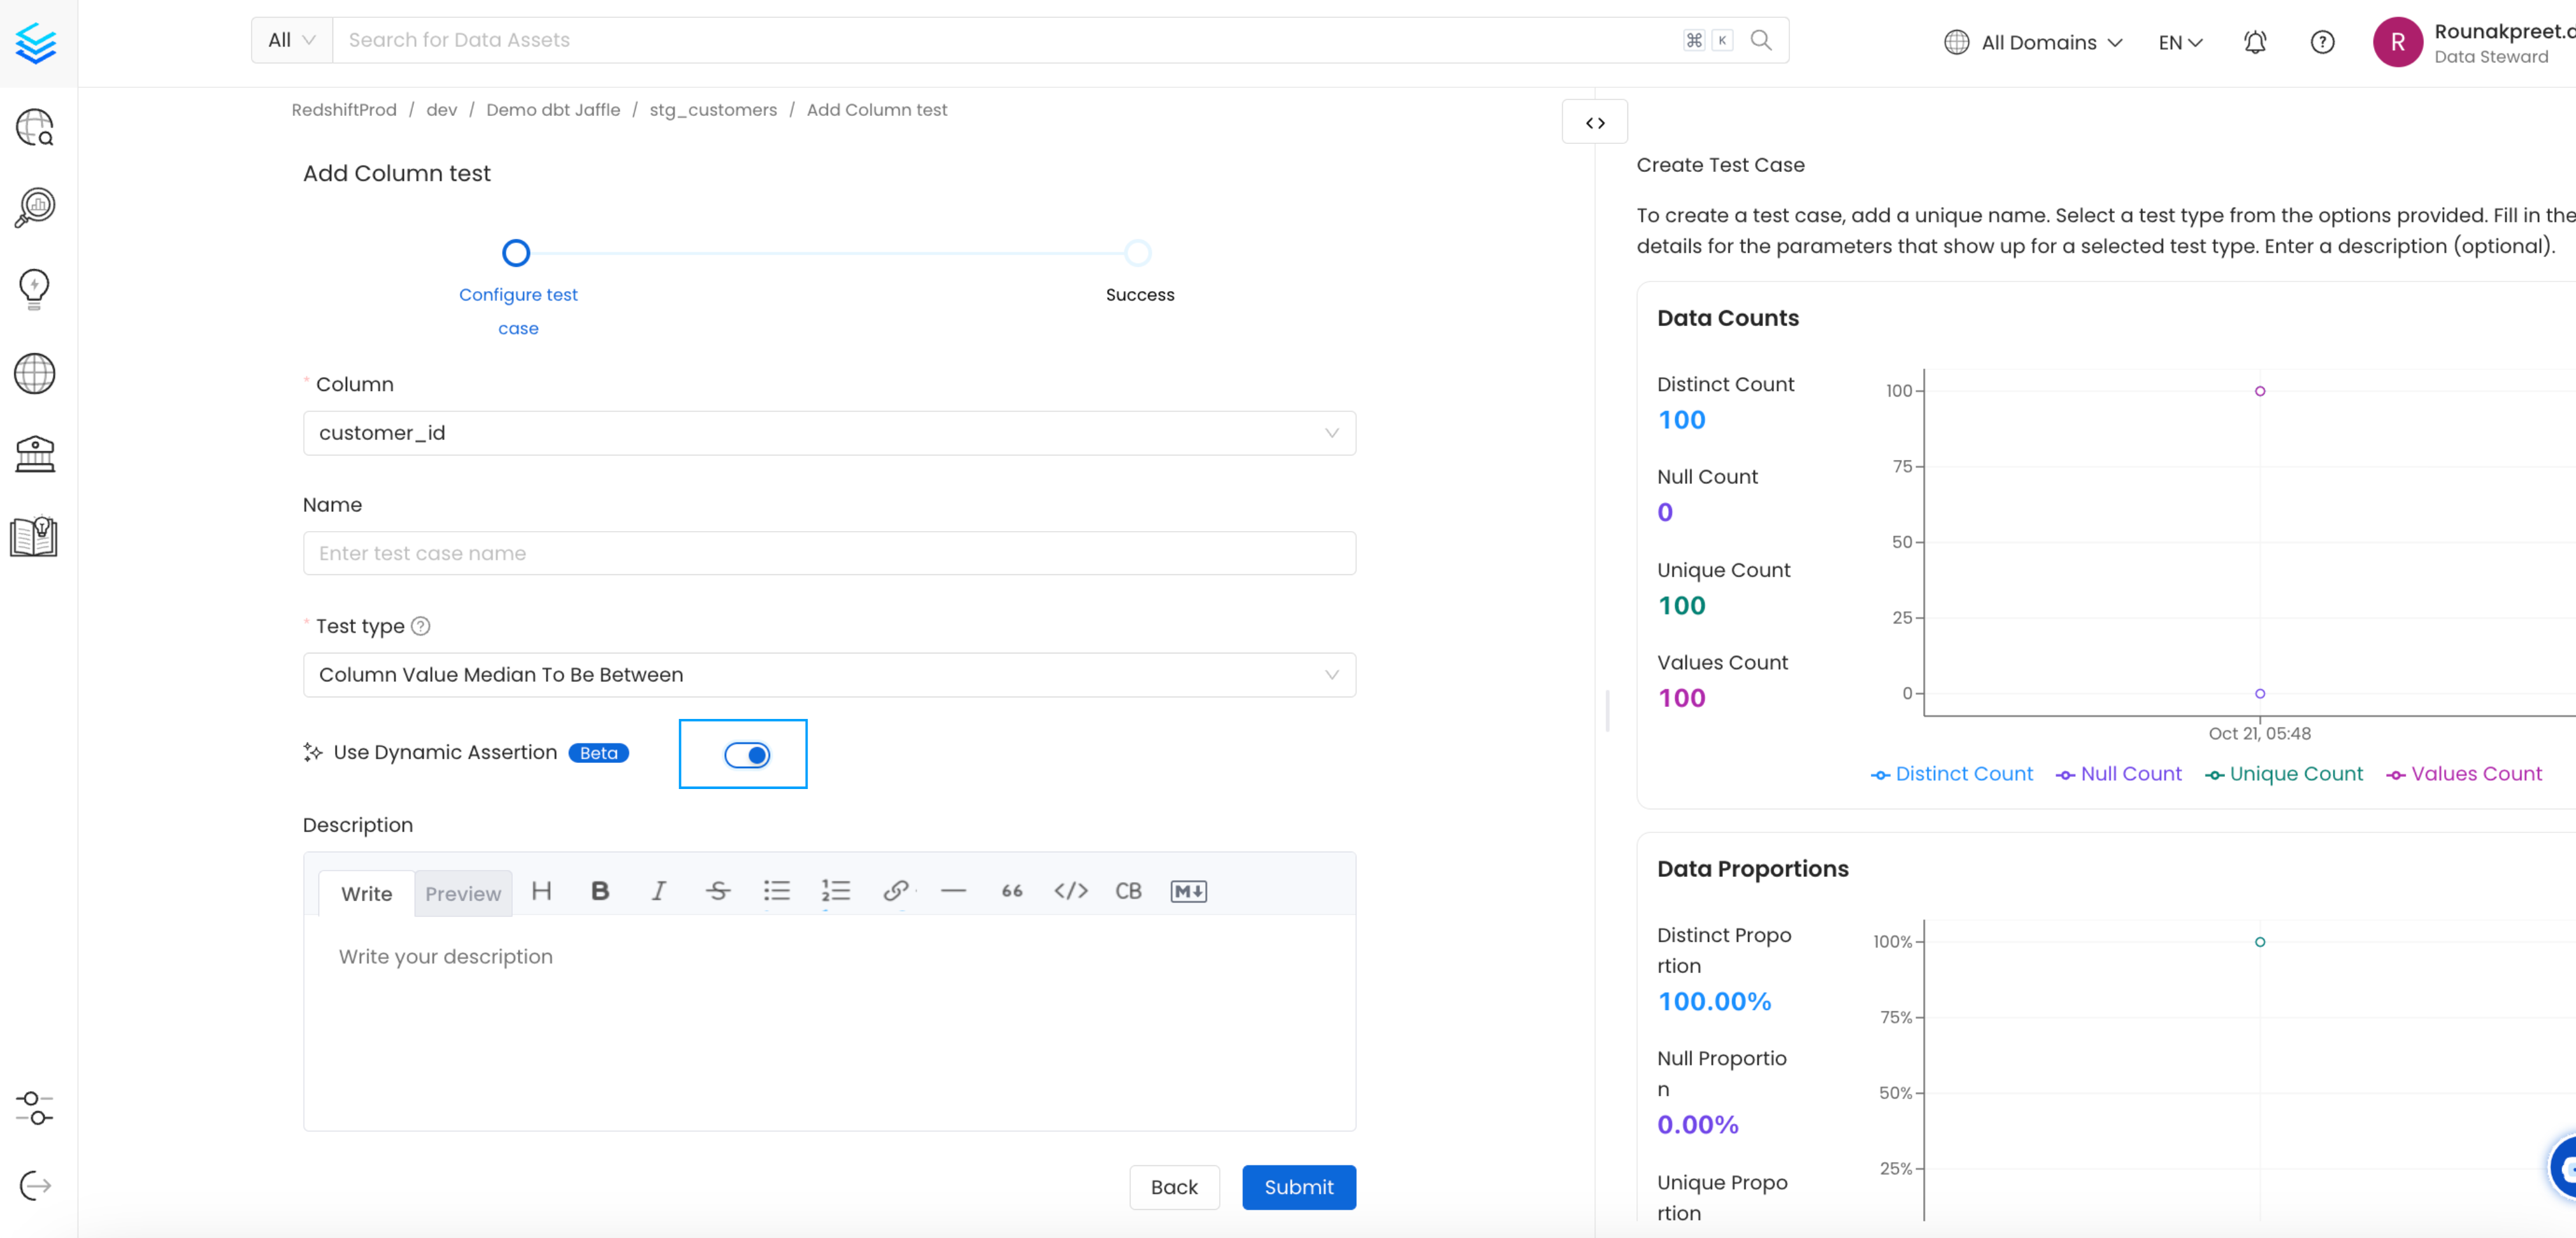 All
Search for Data Assets
⌘ K
All Domains
EN
R
Rounakpreet.d
Data Steward
RedshiftProd / dev / Demo dbt Jaffle / stg_customers / Add Column test
Add Column test
Configure test
case
Success
* Column
customer_id
Name
Enter test case name
* Test type ?
Column Value Median To Be Between
Use Dynamic Assertion Beta
Description
Write Preview H B I S 66 </> CB M↓
Write your description
Back Submit
< >
Create Test Case
To create a test case, add a unique name. Select a test type from the options provided. Fill in the
details for the parameters that show up for a selected test type. Enter a description (optional).
Data Counts
Distinct Count
100
Null Count
0
Unique Count
100
Values Count
100
100
75
50
25
0
Oct 21, 05:48
Distinct Count Null Count Unique Count Values Count
Data Proportions
Distinct Propo
rtion
100.00%
Null Proportio
n
0.00%
Unique Propo
rtion
100%
75%
50%
25%